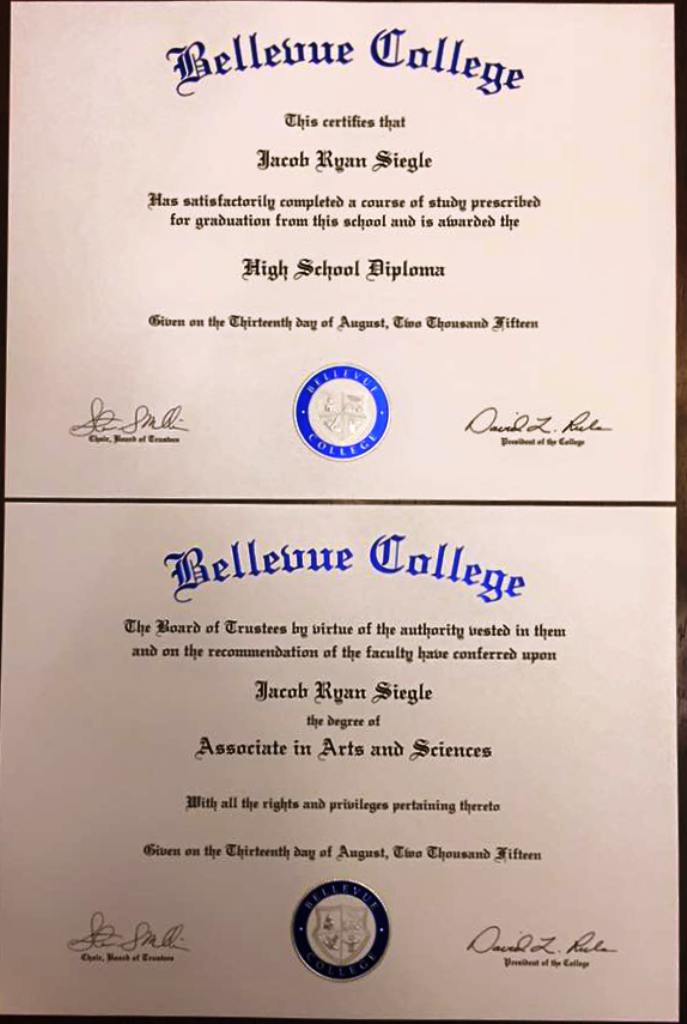 Bellevue College
This certifies that
Jacob Ryan Siegle
Has satisfactorily completed a course of study prescribed
for graduation from this school and is awarded the
High School Diploma
Given on the Thirteenth day of August, Two Thousand Fifteen
BELLEVUE
COLLEGE
Chair, Board of Trustees
David L. Rule
President of the College
Bellevue College
The Board of Trustees by virtue of the authority vested in them
and on the recommendation of the faculty have conferred upon
Jacob Ryan Siegle
the degree of
Associate in Arts and Sciences
With all the rights and privileges pertaining thereto
Given on the Thirteenth day of August, Two Thousand Fifteen
BELLEVUE
COLLEGE
Chair, Board of Trustees
David L. Rule
President of the College